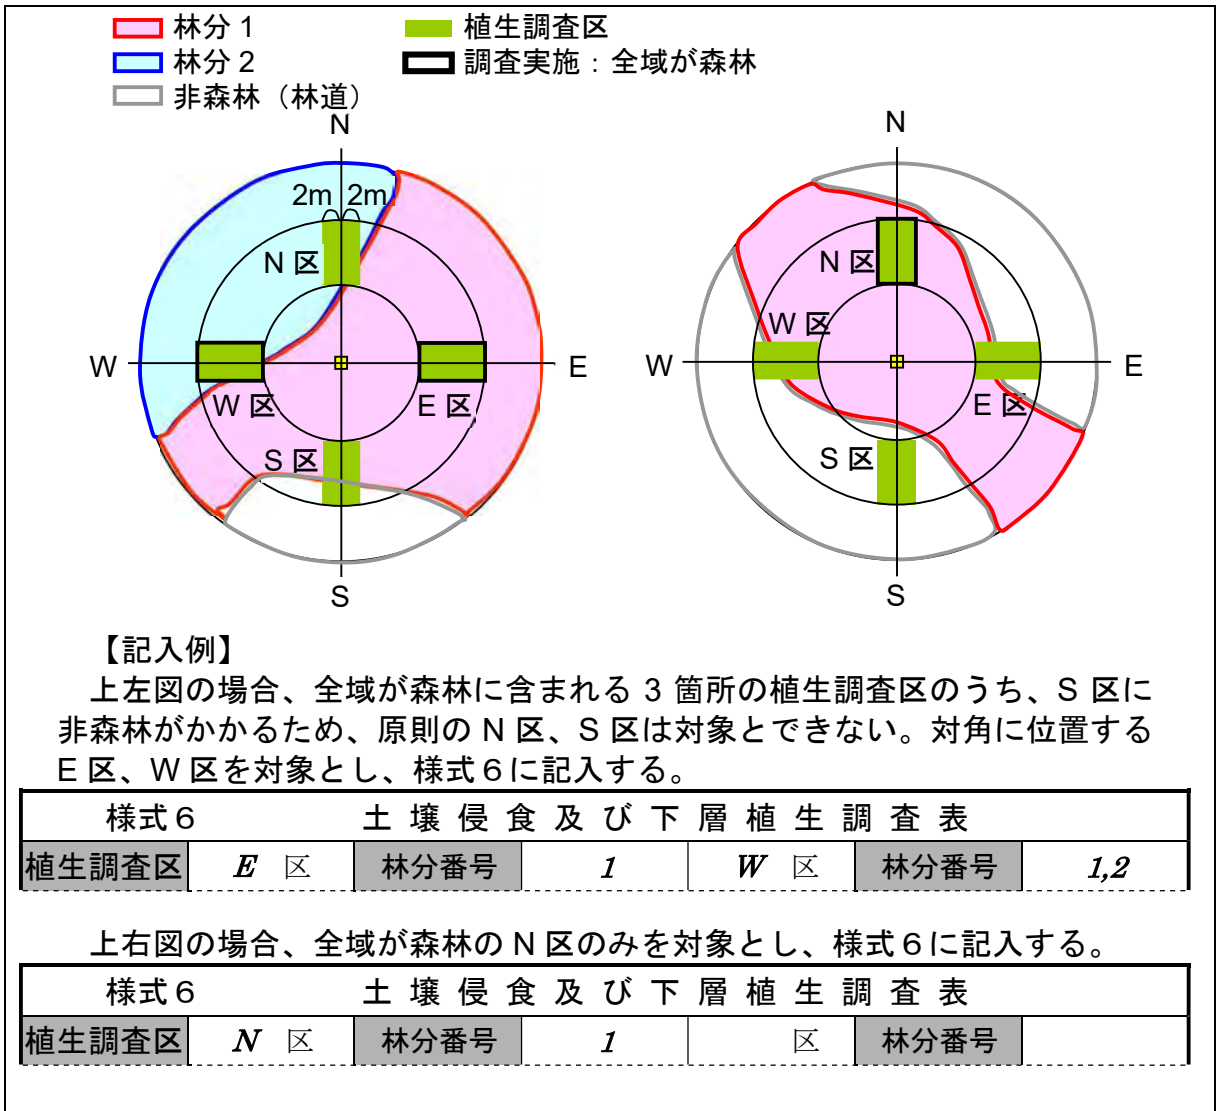 林分１
植生調査区
林分２
調査実施：全域が森林
非森林（林道）
N
2m 2m
N 区
W
E
W 区
E 区
S 区
S
N
N 区
W 区
W
E
E 区
S 区
S
【記入例】
上左図の場合、全域が森林に含まれる 3 箇所の植生調査区のうち、S 区に
非森林がかかるため、原則の N 区、S 区は対象とできない。対角に位置する
E 区、W 区を対象とし、様式６に記入する。
様式６ 土 壌 侵 食 及 び 下 層 植 生 調 査 表
植生調査区 E 区 林分番号 1 W 区 林分番号 1,2
上右図の場合、全域が森林の N 区のみを対象とし、様式６に記入する。
様式６ 土 壌 侵 食 及 び 下 層 植 生 調 査 表
植生調査区 N 区 林分番号 1 区 林分番号